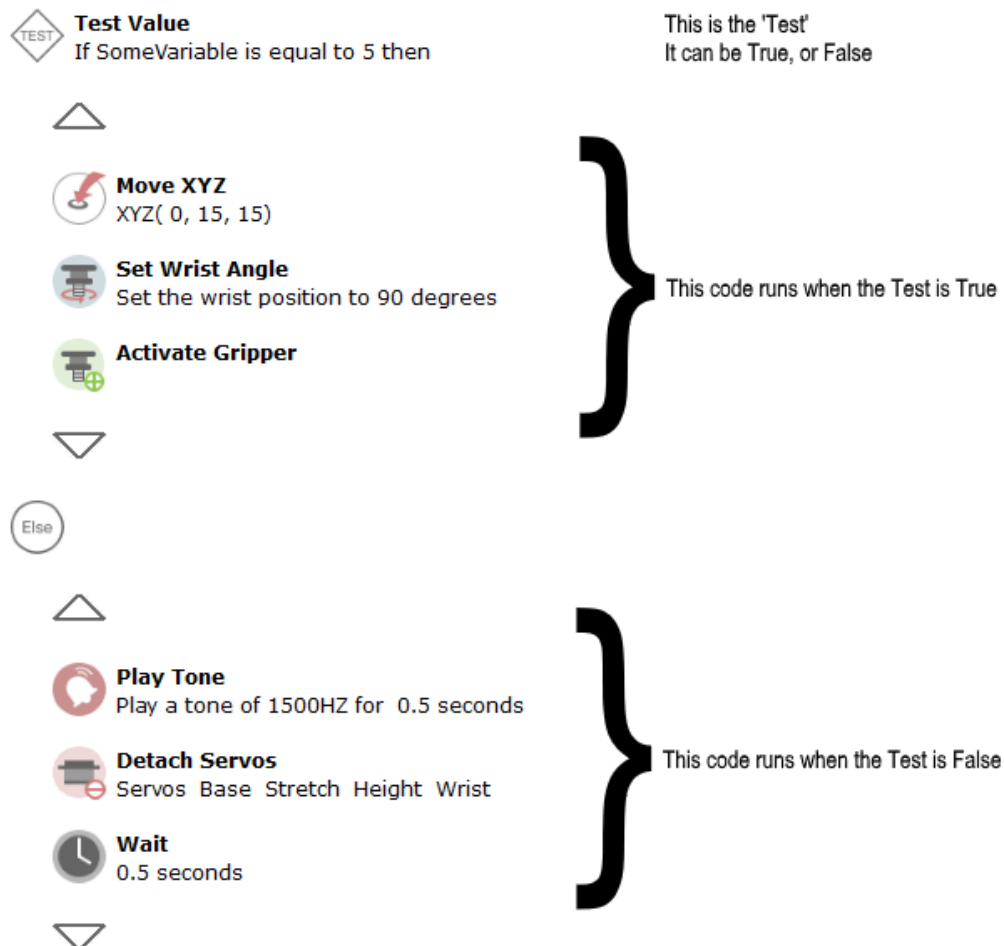 TEST
Test Value
If SomeVariable is equal to 5 then
This is the 'Test'
It can be True, or False
Move XYZ
XYZ( 0, 15, 15)
Set Wrist Angle
Set the wrist position to 90 degrees
This code runs when the Test is True
Activate Gripper
Else
Play Tone
Play a tone of 1500HZ for  0.5 seconds
Detach Servos
Servos  Base  Stretch  Height  Wrist
This code runs when the Test is False
Wait
0.5 seconds